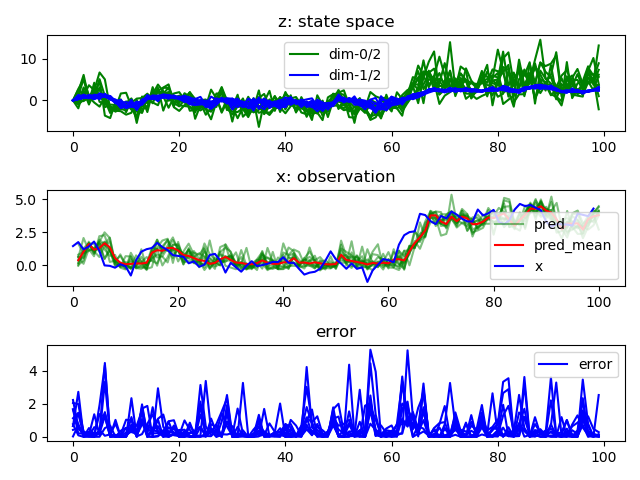 z: state space
10
0
dim-0/2
dim-1/2
0 20 40 60 80 100
x: observation
5.0
2.5
0.0
pred
pred_mean
x
0 20 40 60 80 100
error
4
2
0
error
0 20 40 60 80 100